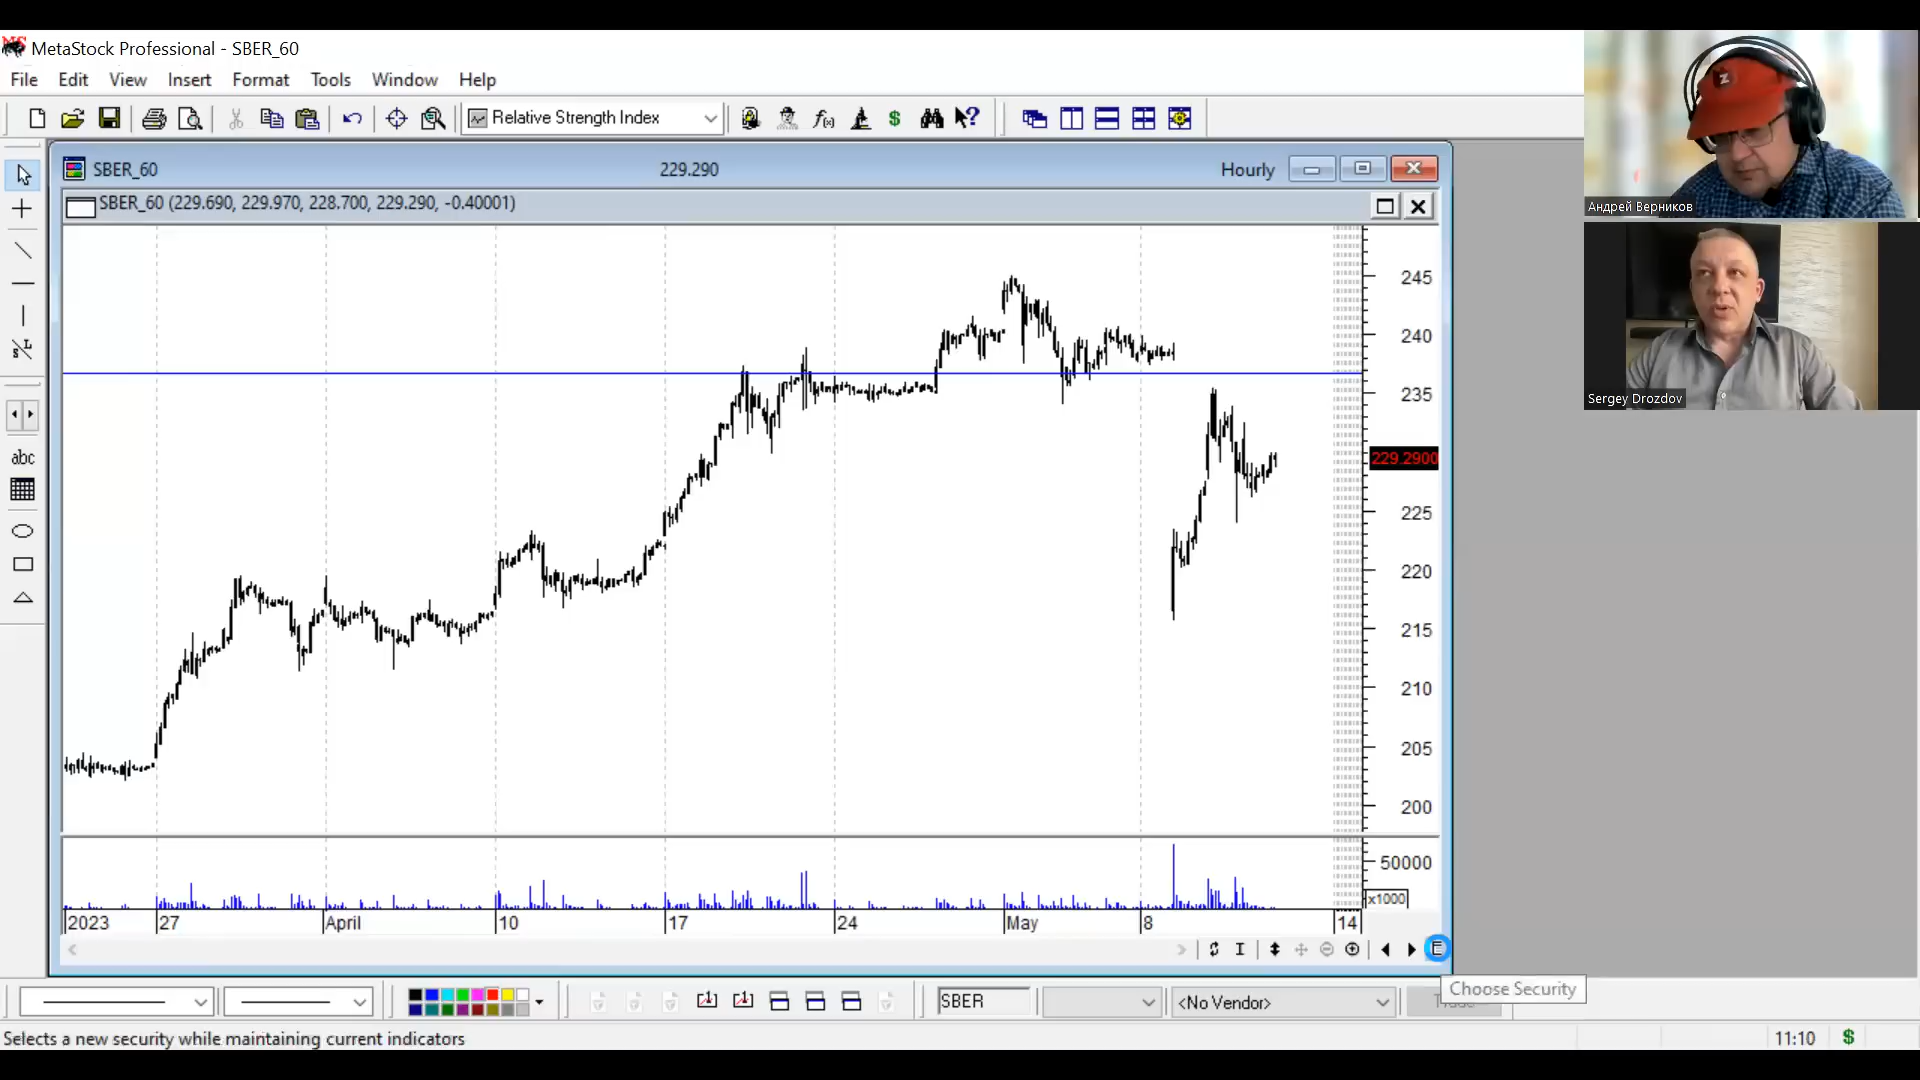 MetaStock Professional - SBER_60
File Edit View Insert Format Tools Window Help
Relative Strength Index
f(x)
$
SBER_60 229.290 Hourly
SBER_60 (229.690, 229.970, 228.700, 229.290, -0.40001)
Z
Андрей Верников
Sergey Drozdov
abc
245
240
235
229.2900
225
220
215
210
205
200
50000
x1000
2023 27 April 10 17 24 May 8 14
SBER
<No Vendor>
Choose Security
Selects a new security while maintaining current indicators
11:10
$